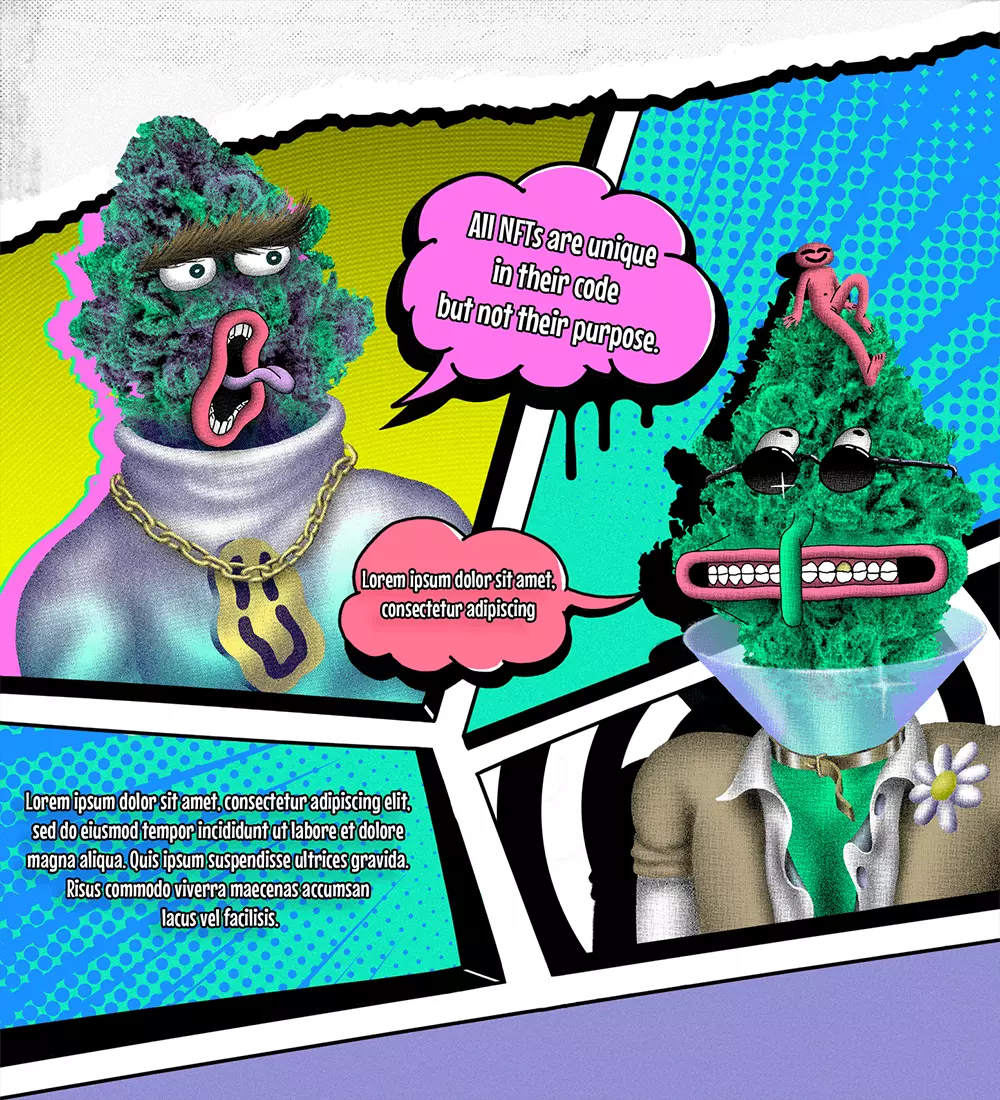 All NFTs are unique
in their code
but not their purpose.
Lorem ipsum dolor sit amet,
consectetur adipiscing
Lorem ipsum dolor sit amet, consectetur adipiscing elit,
sed do eiusmod tempor incididunt ut labore et dolore
magna aliqua. Quis ipsum suspendisse ultrices gravida.
Risus commodo viverra maecenas accumsan
lacus vel facilisis.